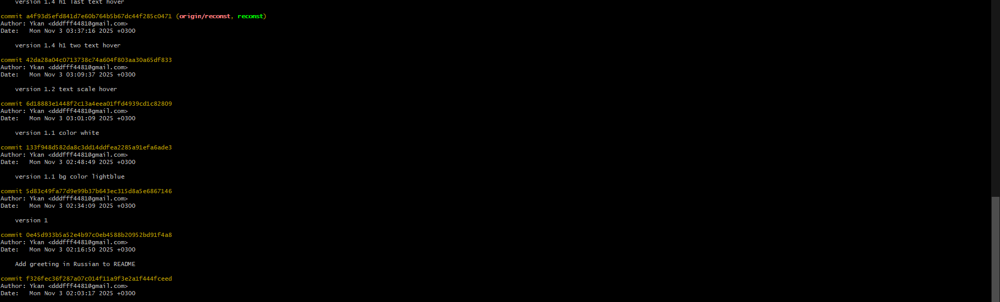 version 1.4 h1 last text hover
commit a4f93d5efd841d7e60b764b5b67dc44f285c0471 (origin/reconst, reconst)
Author: Ykan <dddfff4481@gmail.com>
Date:   Mon Nov 3 03:37:16 2025 +0300
version 1.4 h1 two text hover
commit 42da28a04c0713738c74a604f803aa30a65df833
Author: Ykan <dddfff4481@gmail.com>
Date:   Mon Nov 3 03:09:37 2025 +0300
version 1.2 text scale hover
commit 6d18883e1448f2c13a4eea01ffd4939cd1c82809
Author: Ykan <dddfff4481@gmail.com>
Date:   Mon Nov 3 03:01:09 2025 +0300
version 1.1 color white
commit 133f948d582da8c3dd14ddfea2285a91efa6ade3
Author: Ykan <dddfff4481@gmail.com>
Date:   Mon Nov 3 02:48:49 2025 +0300
version 1.1 bg color lightblue
commit 5d83c49fa77d9e99b37b643ec315d8a5e6867146
Author: Ykan <dddfff4481@gmail.com>
Date:   Mon Nov 3 02:34:09 2025 +0300
version 1
commit 0e45d933b5a52e4b97c0eb4588b20952bd91f4a8
Author: Ykan <dddfff4481@gmail.com>
Date:   Mon Nov 3 02:16:50 2025 +0300
Add greeting in Russian to README
commit f326fec36f287a07c014f11a9f3e2a1f444fceed
Author: Ykan <dddfff4481@gmail.com>
Date:   Mon Nov 3 02:03:17 2025 +0300